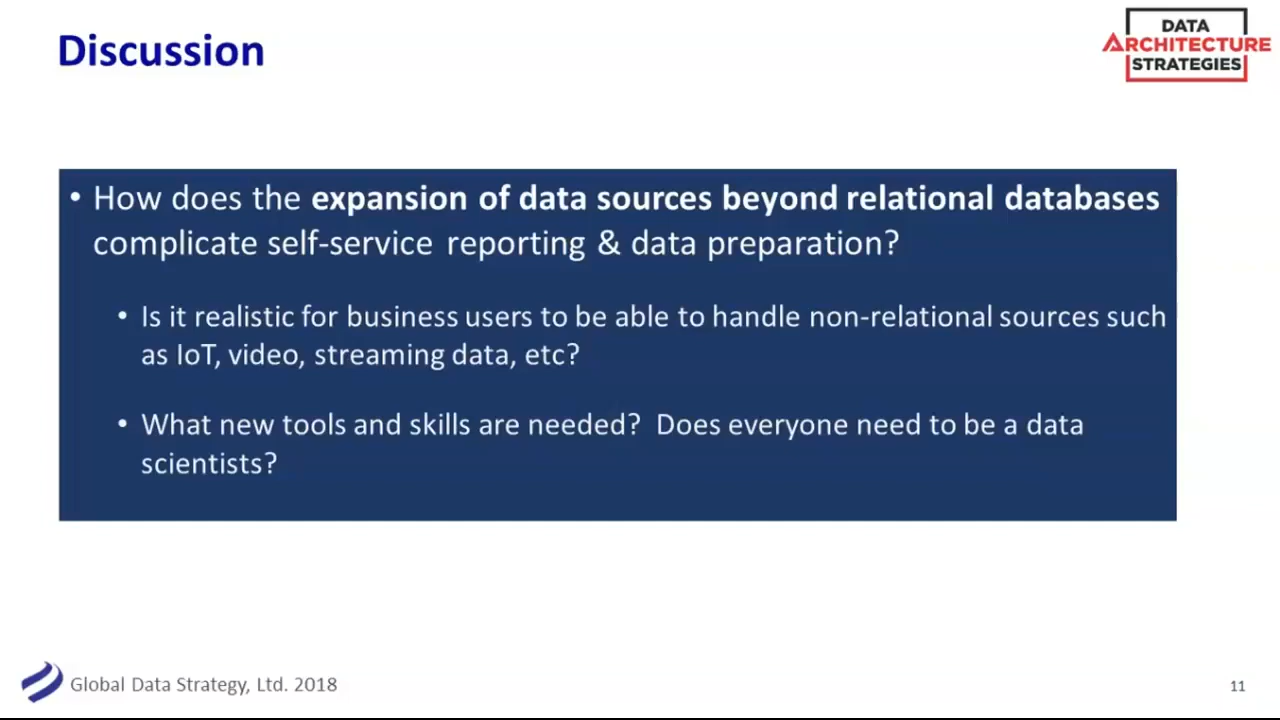 Discussion
DATA
ARCHITECTURE
STRATEGIES
• How does the expansion of data sources beyond relational databases
complicate self-service reporting & data preparation?
• Is it realistic for business users to be able to handle non-relational sources such
as IoT, video, streaming data, etc?
• What new tools and skills are needed? Does everyone need to be a data
scientists?
Global Data Strategy, Ltd. 2018
11